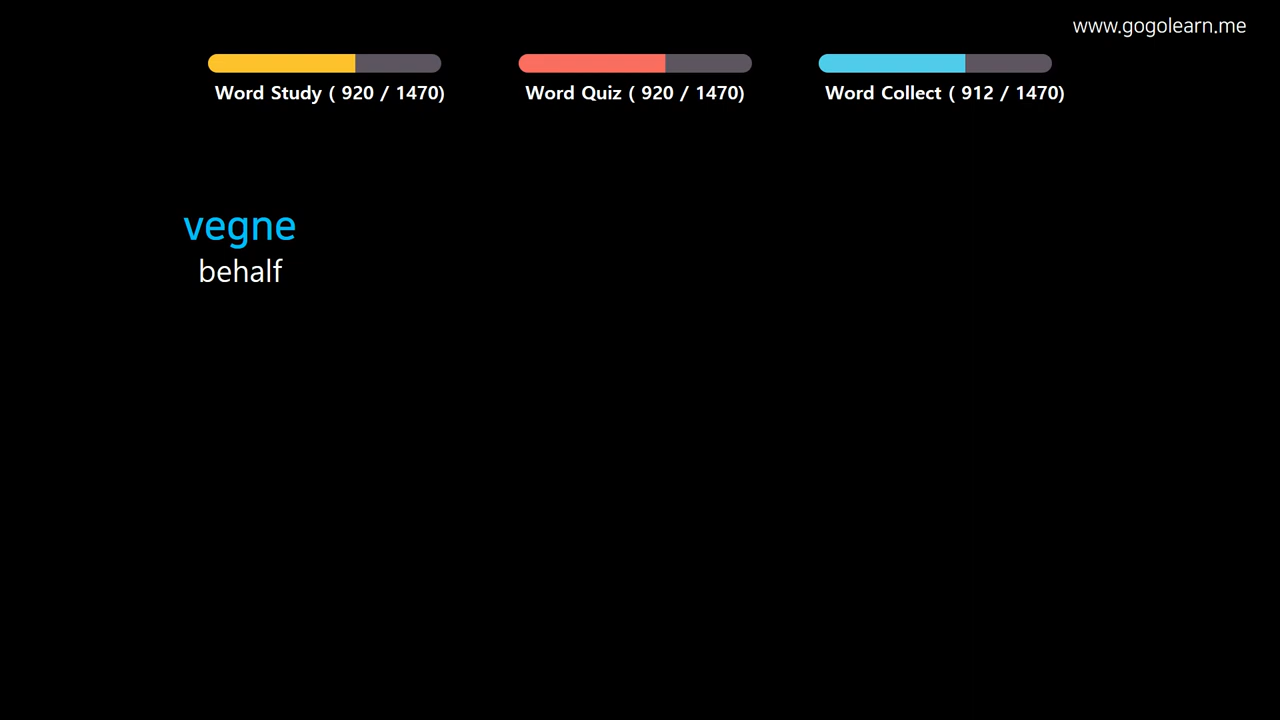 www.gogolearn.me
Word Study ( 920 / 1470)
Word Quiz ( 920 / 1470)
Word Collect ( 912 / 1470)
vegne
behalf